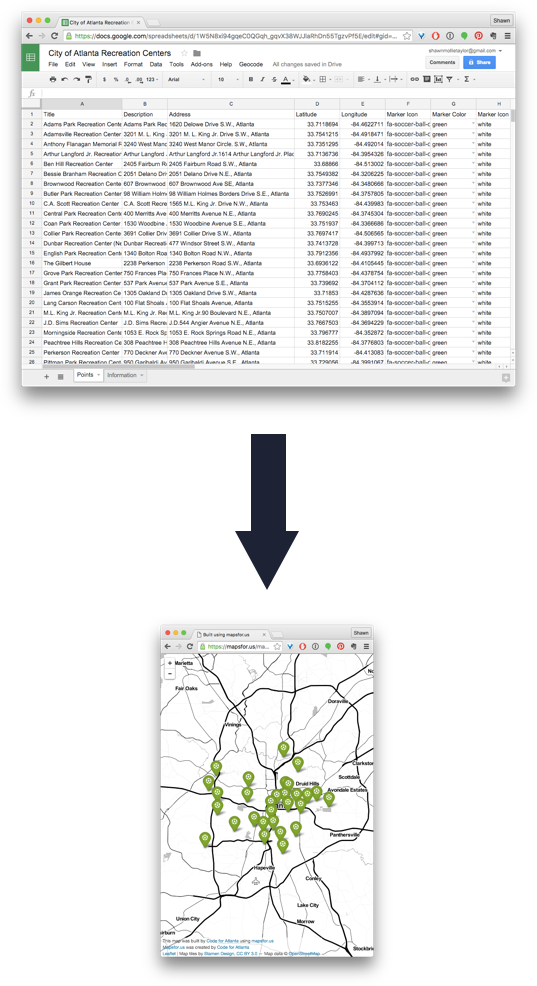 City of Atlanta Recreation C
Shawn
https://docs.google.com/spreadsheets/d/
City of Atlanta Recreation Centers
shawnmollietaylor@gmail.com
File Edit View Insert Format Data Tools Add-ons Help Geocode All changes saved in Drive
Comments Share
$ % .0 .00 123 Arial 10 B I S A
fx
A B C D E F G H
1 Title Description Address Latitude Longitude Marker Icon Marker Color Marker Icon
2 Adams Park Recreation Center Adams Park Rec 1620 Delowe Drive S.W., Atlanta 33.7118694 -84.4622711 fa-soccer-ball-o green white
3 Adamsville Recreation Center 3201 M. L. King 3201 M. L. King Jr. Drive S.W., Atlanta 33.7541215 -84.4918471 fa-soccer-ball-o green white
4 Anthony Flanagan Memorial R 3240 West Mano 3240 West Manor Circle. S.W., Atlanta 33.7351295 -84.492014 fa-soccer-ball-o green white
5 Arthur Langford Jr. Recreation Arthur Langford Arthur Langford Jr.1614 Arthur Langford Jr. Plac 33.7136736 -84.3954326 fa-soccer-ball-o green white
6 Ben Hill Recreation Center 2405 Fairburn R 2405 Fairburn Road S.W., Atlanta 33.68866 -84.513002 fa-soccer-ball-o green white
7 Bessie Branham Recreation C 2051 Delano Driv 2051 Delano Drive N.E., Atlanta 33.7549382 -84.3206225 fa-soccer-ball-o green white
8 Brownwood Recreation Cente 607 Brownwood 607 Brownwood Ave SE, Atlanta 33.7377346 -84.3480666 fa-soccer-ball-o green white
9 Butler Park Recreation Center 98 William Holm 98 William Holmes Borders Drive S.E., Atlanta 33.7526991 -84.3757805 fa-soccer-ball-o green white
10 C.A. Scott Recreation Center 1565 M.L. King Jr. Drive N.W., Atlanta 33.753463 -84.439983 fa-soccer-ball-o green white
11 Central Park Recreation Cente 400 Merritts Ave 400 Merritts Avenue N.E., Atlanta 33.7690245 -84.3745304 fa-soccer-ball-o green white
12 Coan Park Recreation Center 1530 Woodbine 1530 Woodbine Avenue S.E., Atlanta 33.751937 -84.3366686 fa-soccer-ball-o green white
13 Collier Park Recreation Center 3691 Collier Driv 3691 Collier Drive N.W., Atlanta 33.7697417 -84.506565 fa-soccer-ball-o green white
14 Dunbar Recreation Center (Ne Dunbar Recreati 477 Windsor Street S.W., Atlanta 33.7413728 -84.399713 fa-soccer-ball-o green white
15 English Park Recreation Cente 1340 Bolton Roa 1340 Bolton Road N.W., Atlanta 33.7912356 -84.4937992 fa-soccer-ball-o green white
16 The Gilbert House 2238 Perkerson 2238 Perkerson Road S.W., Atlanta 33.6936122 -84.4105445 fa-soccer-ball-o green white
17 Grove Park Recreation Center 750 Frances Pla 750 Frances Place N.W., Atlanta 33.7758403 -84.4378754 fa-soccer-ball-o green white
18 Grant Park Recreation Center 537 Park Avenu 537 Park Avenue S.E., Atlanta 33.739692 -84.3704112 fa-soccer-ball-o green white
20 Lang Carson Recreation Cente 100 Flat Shoals 100 Flat Shoals Avenue, Atlanta 33.7515255 -84.3553914 fa-soccer-ball-o green white
19 James Orange Recreation Cen 1305 Oakland D 1305 Oakland Drive S.W., Atlanta 33.71853 -84.4287636 fa-soccer-ball-o green white
21 M.L. King Jr. Recreation Cent M.L. King Jr. Rec M.L. King Jr.90 Boulevard N.E., Atlanta 33.7507007 -84.3897094 fa-soccer-ball-o green white
22 J.D. Sims Recreation Center J.D. Sims Recre J.D.544 Angier Avenue N.E., Atlanta 33.7667503 -84.3694229 fa-soccer-ball-o green white
23 Morningside Recreation Cente 1053 E. Rock Sp 1053 E. Rock Springs Road N.E., Atlanta 33.796777 -84.352872 fa-soccer-ball-o green white
24 Peachtree Hills Recreation Ce 308 Peachtree Hi 308 Peachtree Hills Avenue N.E., Atlanta 33.8182255 -84.3776803 fa-soccer-ball-o green white
25 Perkerson Recreation Center 770 Deckner Ave 770 Deckner Avenue S.W., Atlanta 33.711914 -84.413083 fa-soccer-ball-o green white
26 Pittman Park Recreation Cente 950 Garibaldi Av 950 Garibaldi Avenue S.W., Atlanta 33.729056 -84.3991067 fa-soccer-ball-o green white
Points Information
Built using mapsfor.us
Shawn
https://mapsfor.us/ma...
+
-
Marietta
Fair Oaks
Doraville
Vinings
Clarkston
Scottdale
Druid Hills
Avondale Estates
Panthersville
Hapeville
Conley
Lake City
Union City
Morrow
Stockbri
This map was built by Code for Atlanta using mapsfor.us
Mapsfor.us was created by Code for Atlanta
Leaflet | Map tiles by Stamen Design, CC BY 3.0 — Map data © OpenStreetMap